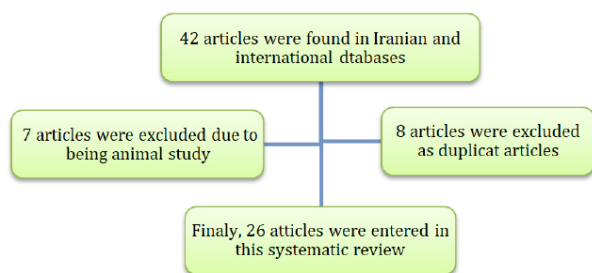 42 articles were found in Iranian and
international dtabases
7 articles were excluded due to
being animal study
8 articles were excluded
as duplicat articles
Finaly, 26 atticles were entered in
this systematic review